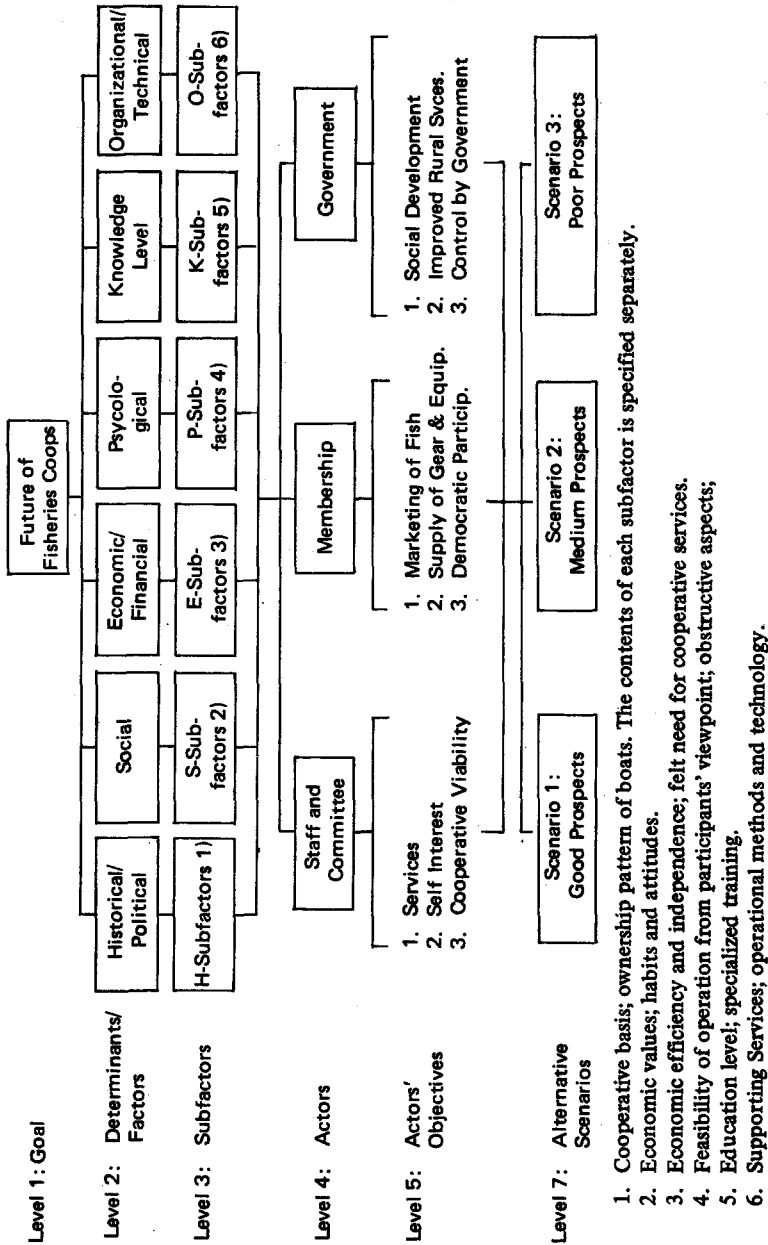 Level 1: Goal
Future of
Fisheries Coops
Level 2: Determinants/
Factors
Historical/
Political
Social
Economic/
Financial
Psycolo-
gical
Knowledge
Level
Organizational/
Technical
Level 3: Subfactors
H-Subfactors 1)
S-Sub-
factors 2)
E-Sub-
factors 3)
P-Sub-
factors 4)
K-Sub-
factors 5)
O-Sub-
factors 6)
Level 4: Actors
Staff and
Committee
Membership
Government
Level 5: Actors'
Objectives
1. Services
2. Self Interest
3. Cooperative Viability
1. Marketing of Fish
2. Supply of Gear & Equip.
3. Democratic Particip.
1. Social Development
2. Improved Rural Svces.
3. Control by Government
Level 7: Alternative
Scenarios
Scenario 1:
Good Prospects
Scenario 2:
Medium Prospects
Scenario 3:
Poor Prospects
1. Cooperative basis; ownership pattern of boats. The contents of each subfactor is specified separately.
2. Economic values; habits and attitudes.
3. Economic efficiency and independence; felt need for cooperative services.
4. Feasibility of operation from participants' viewpoint; obstructive aspects;
5. Education level; specialized training.
6. Supporting Services; operational methods and technology.